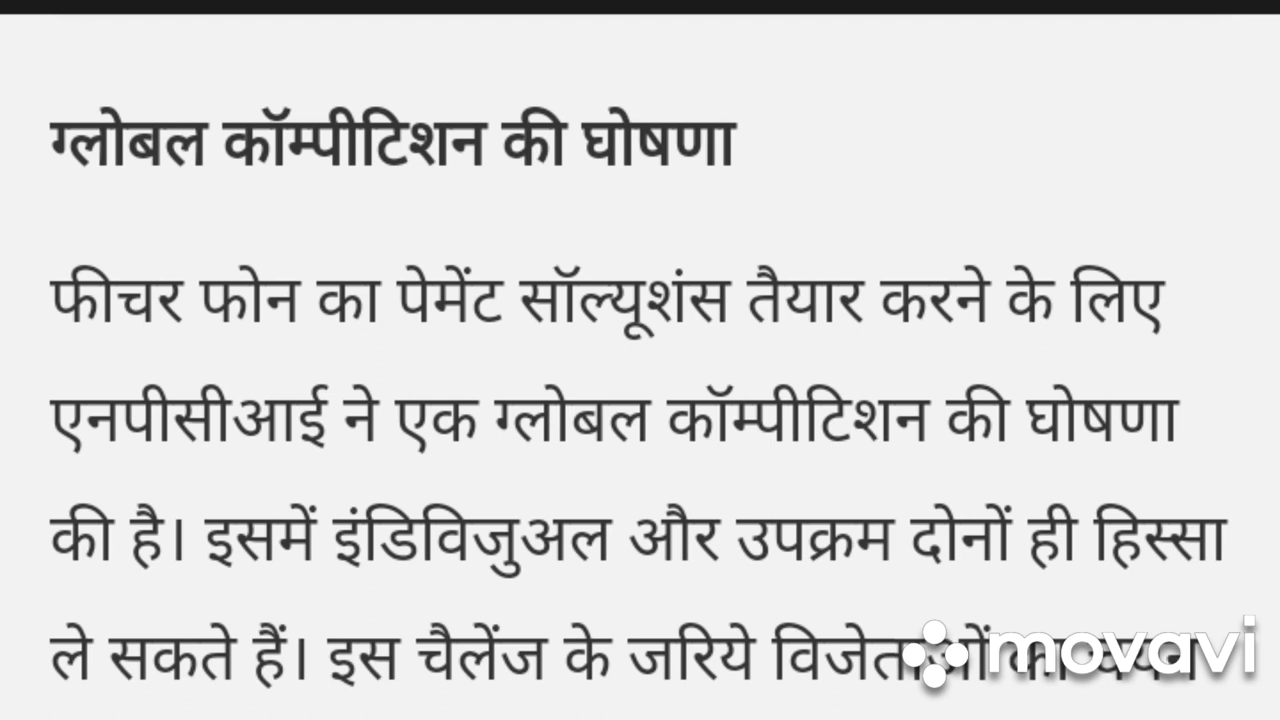 ग्लोबल कॉम्पीटिशन की घोषणा
फीचर फोन का पेमेंट सॉल्यूशंस तैयार करने के लिए
एनपीसीआई ने एक ग्लोबल कॉम्पीटिशन की घोषणा
की है। इसमें इंडिविजुअल और उपक्रम दोनों ही हिस्सा
ले सकते हैं। इस चैलेंज के जरिये विजेताओं का
movavi